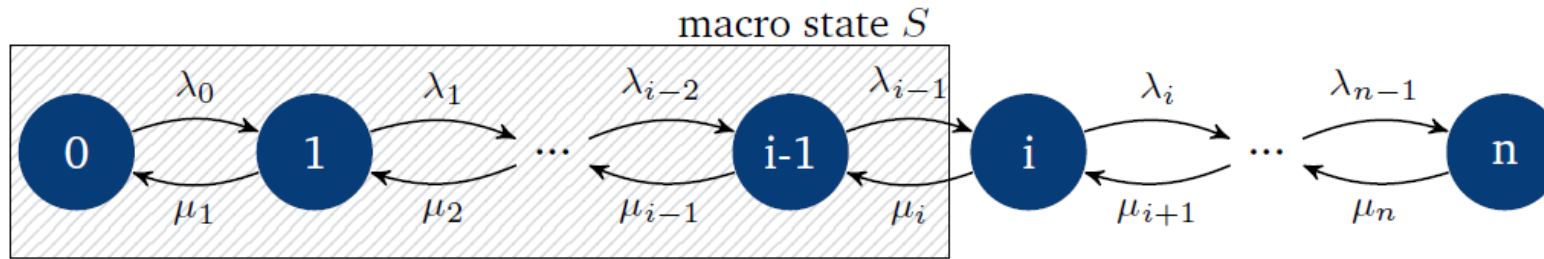 macro state S
λ₀ λ₁ λᵢ₋₂ λᵢ₋₁ λᵢ λₙ₋₁
0 1 ... i-1 i ... n
μ₁ μ₂ μᵢ₋₁ μᵢ μᵢ₊₁ μₙ